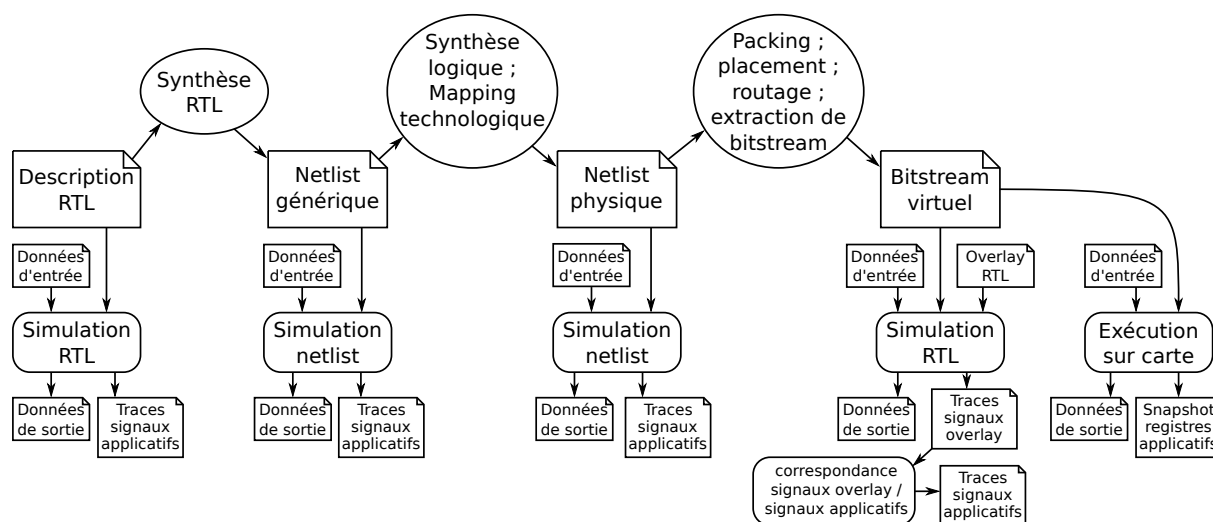 Synthèse
RTL
Synthèse
logique ;
Mapping
technologique
Packing ;
placement ;
routage ;
extraction de
bitstream
Description
RTL
Netlist
générique
Netlist
physique
Bitstream
virtuel
Données
d'entrée
Données
d'entrée
Données
d'entrée
Données
d'entrée
Overlay
RTL
Données
d'entrée
Simulation
RTL
Simulation
netlist
Simulation
netlist
Simulation
RTL
Exécution
sur carte
Données
de sortie
Traces
signaux
applicatifs
Données
de sortie
Traces
signaux
applicatifs
Données
de sortie
Traces
signaux
applicatifs
Données
de sortie
Traces
signaux
overlay
Données
de sortie
Snapshot
registres
applicatifs
correspondance
signaux overlay /
signaux applicatifs
Traces
signaux
applicatifs